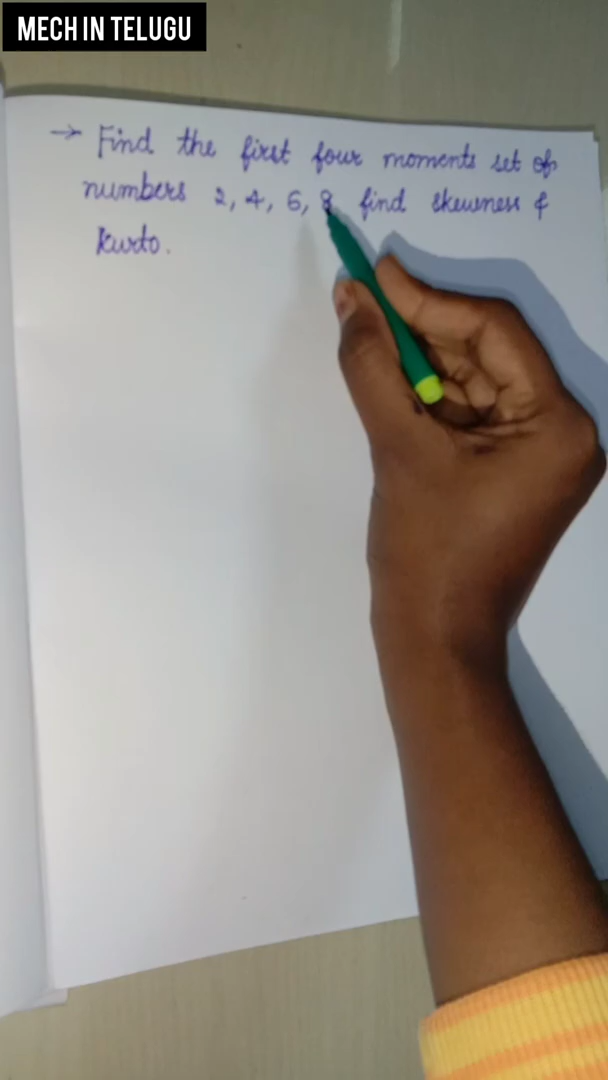 MECH IN TELUGU
→ Find the first four moments set of
numbers 2, 4, 6, 8 find skewness &
kurto.